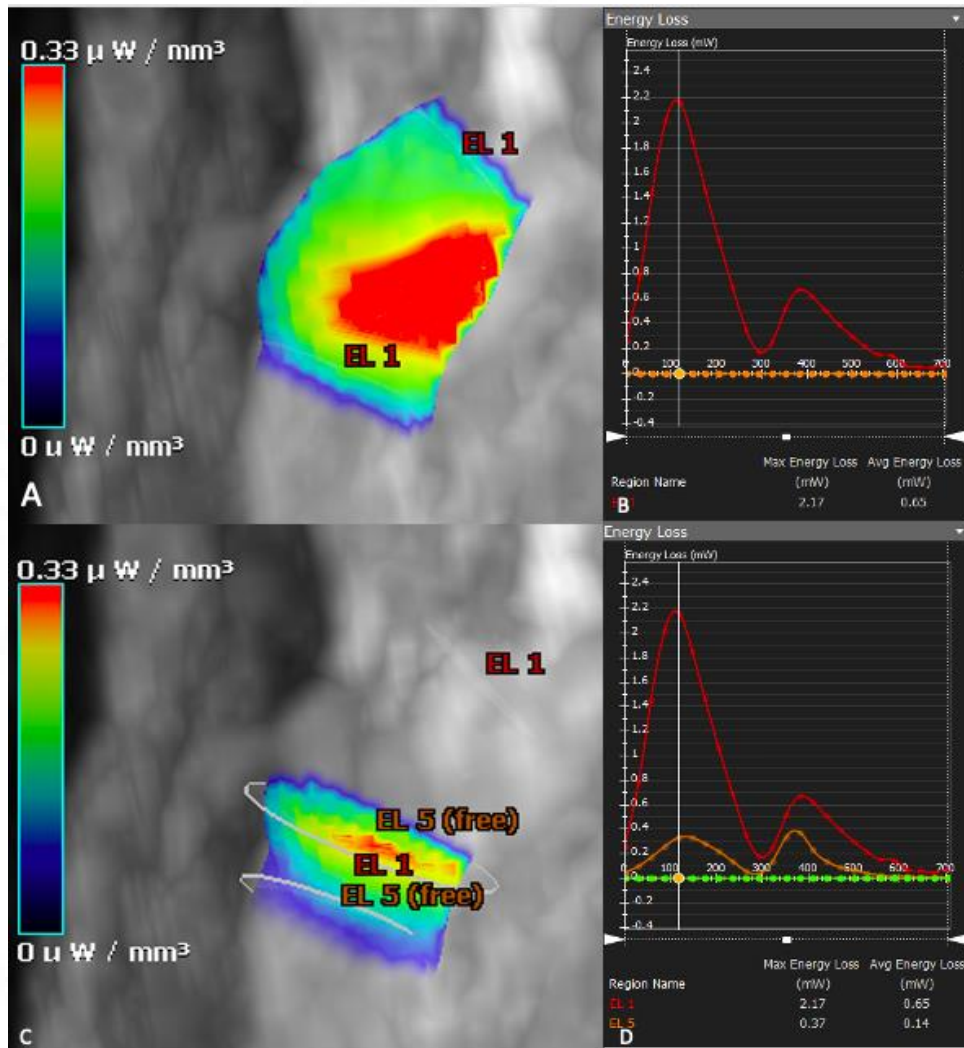 0.33 µ W / mm³
EL 1
EL 1
0 u W / mm³
A
Energy Loss
Energy Loss (mW)
2.4
2.2
2
1.8
1.6
1.4
1.2
1
0.8
0.6
0.4
0.2
0 100 200 300 400 500 600 700
-0.2
-0.4
Max Energy Loss Avg Energy Loss
(mW) (mW)
Region Name
B
2.17 0.65
0.33 µ W / mm³
EL 1
EL 5 (free)
EL 1
EL 5 (free)
0 u W / mm³
C
Energy Loss
Energy Loss (mW)
2.4
2.2
2
1.8
1.6
1.4
1.2
1
0.8
0.6
0.4
0.2
0 100 200 300 400 500 600 700
-0.2
-0.4
Max Energy Loss Avg Energy Loss
(mW) (mW)
Region Name
D
EL 1 2.17 0.65
EL 5 0.37 0.14